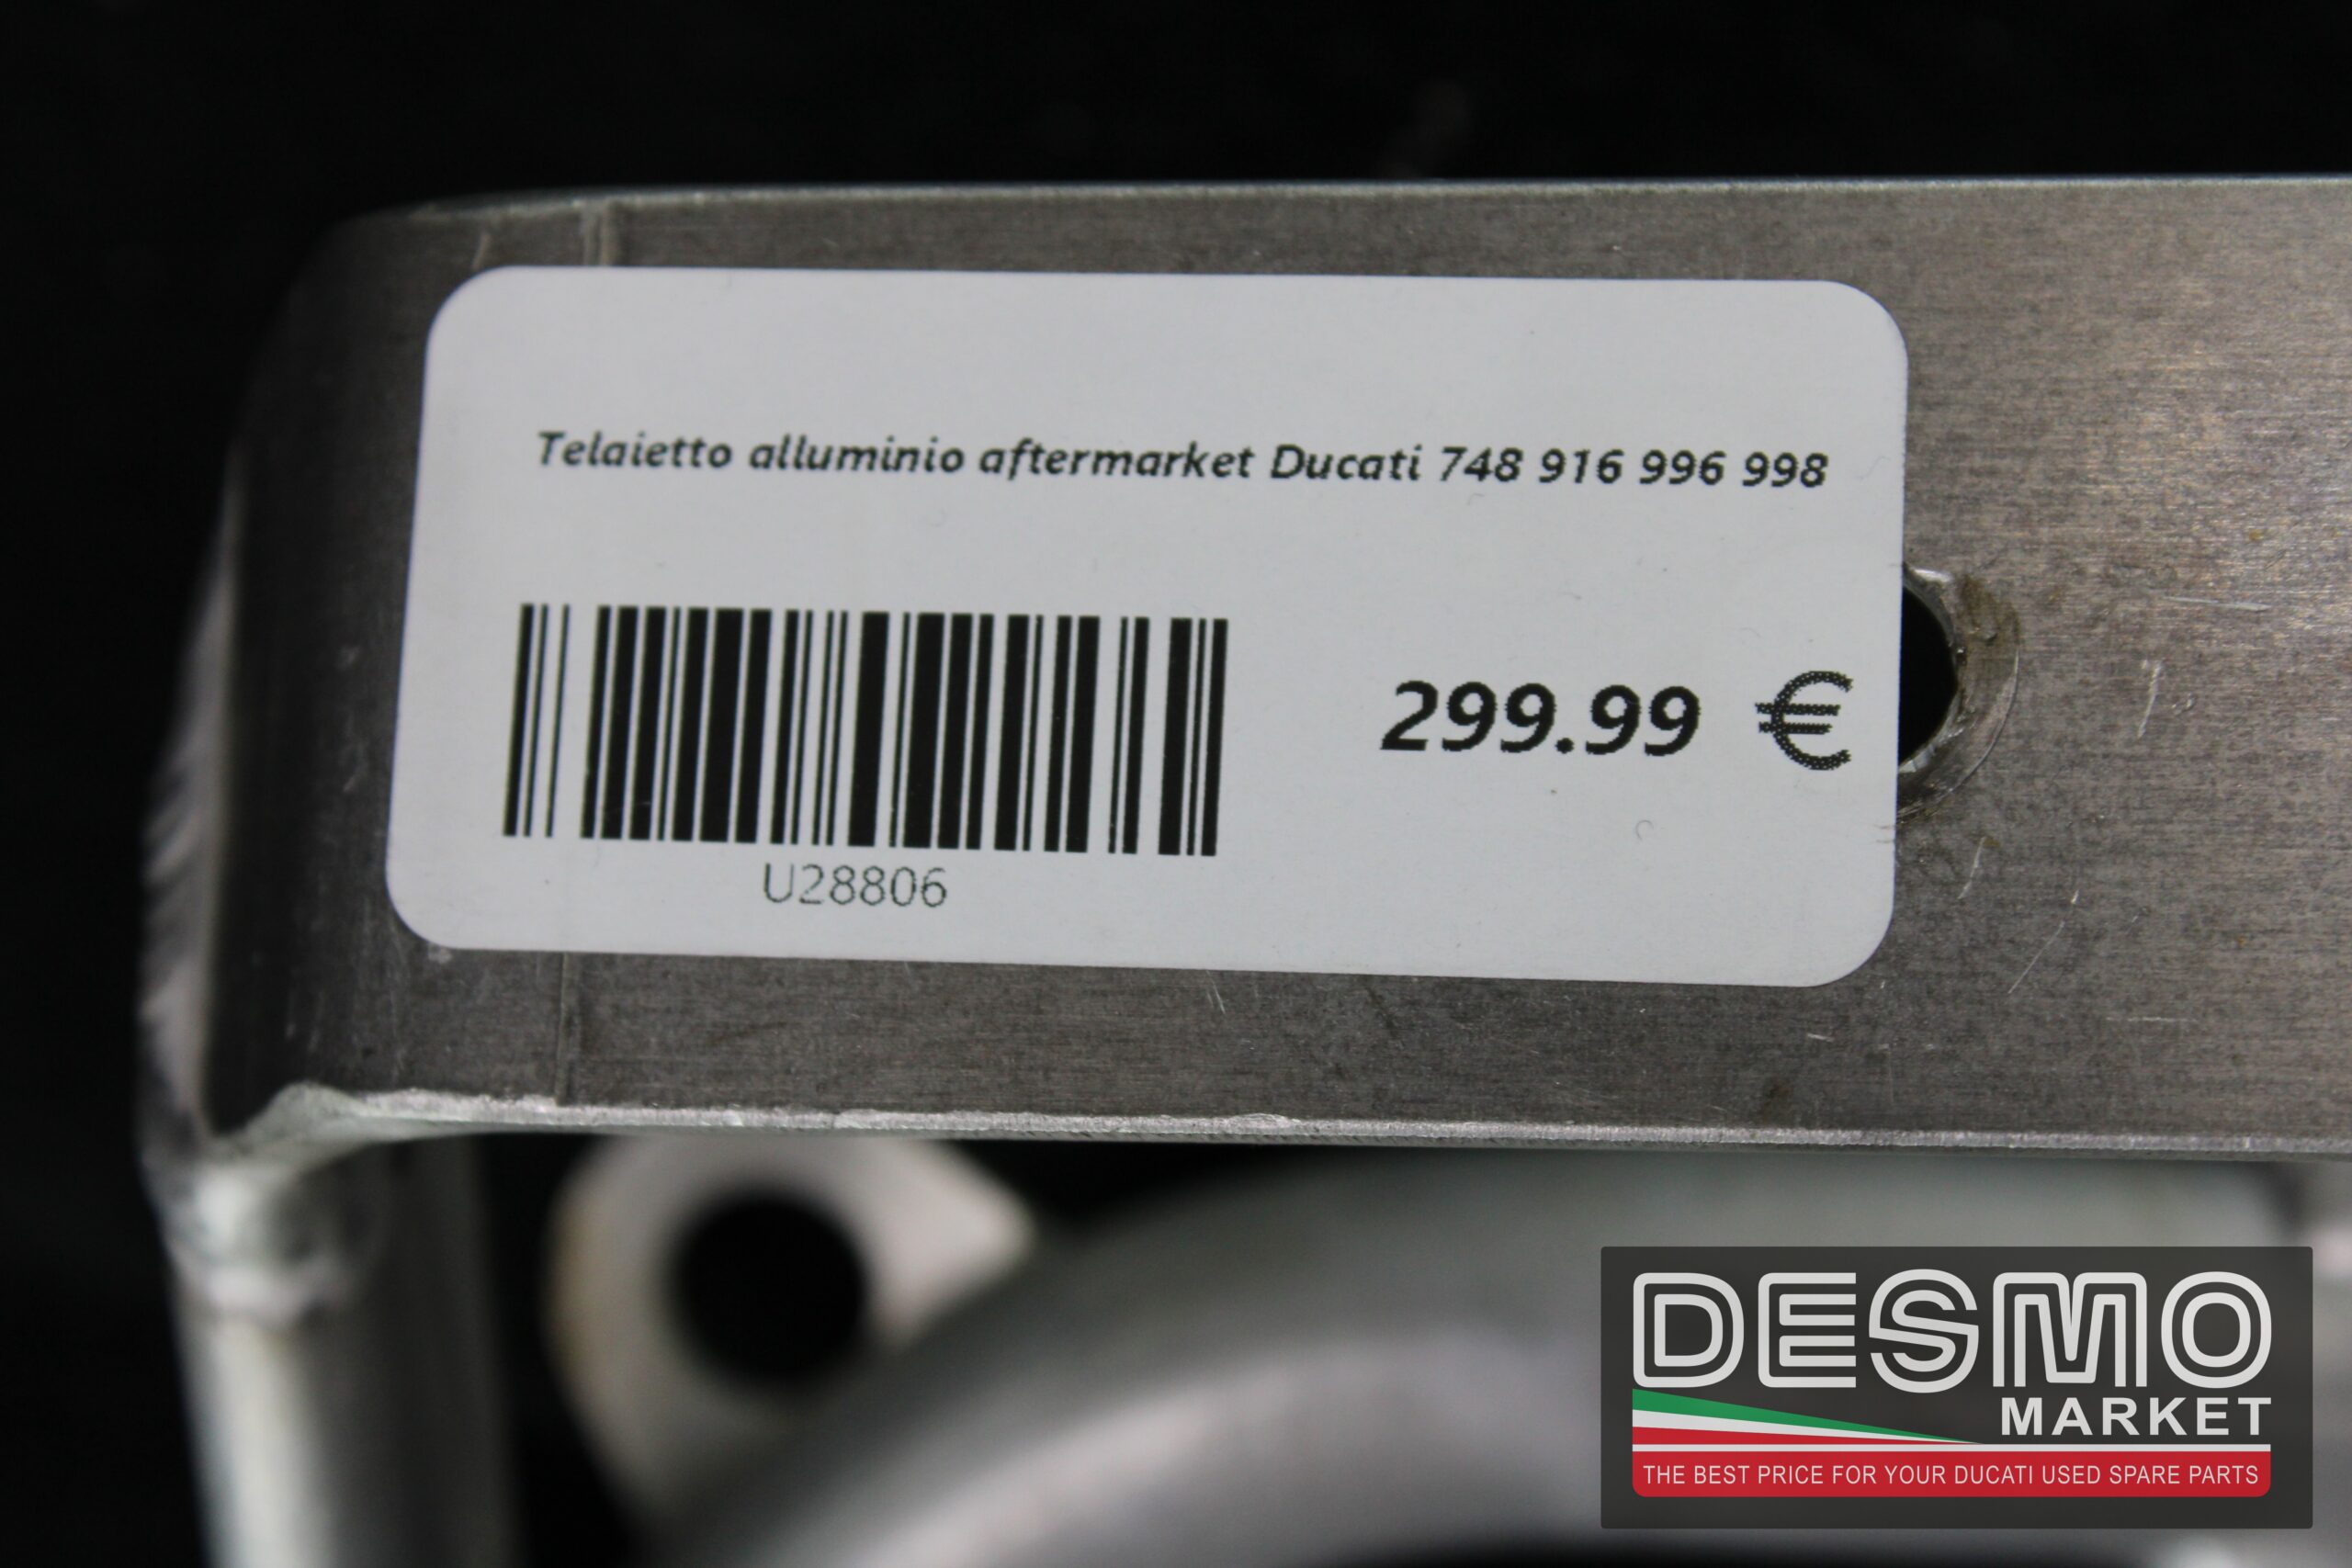 Telaietto alluminio aftermarket Ducati 748 916 996 998
299.99 €
U28806
DESMO
MARKET
THE BEST PRICE FOR YOUR DUCATI USED SPARE PARTS